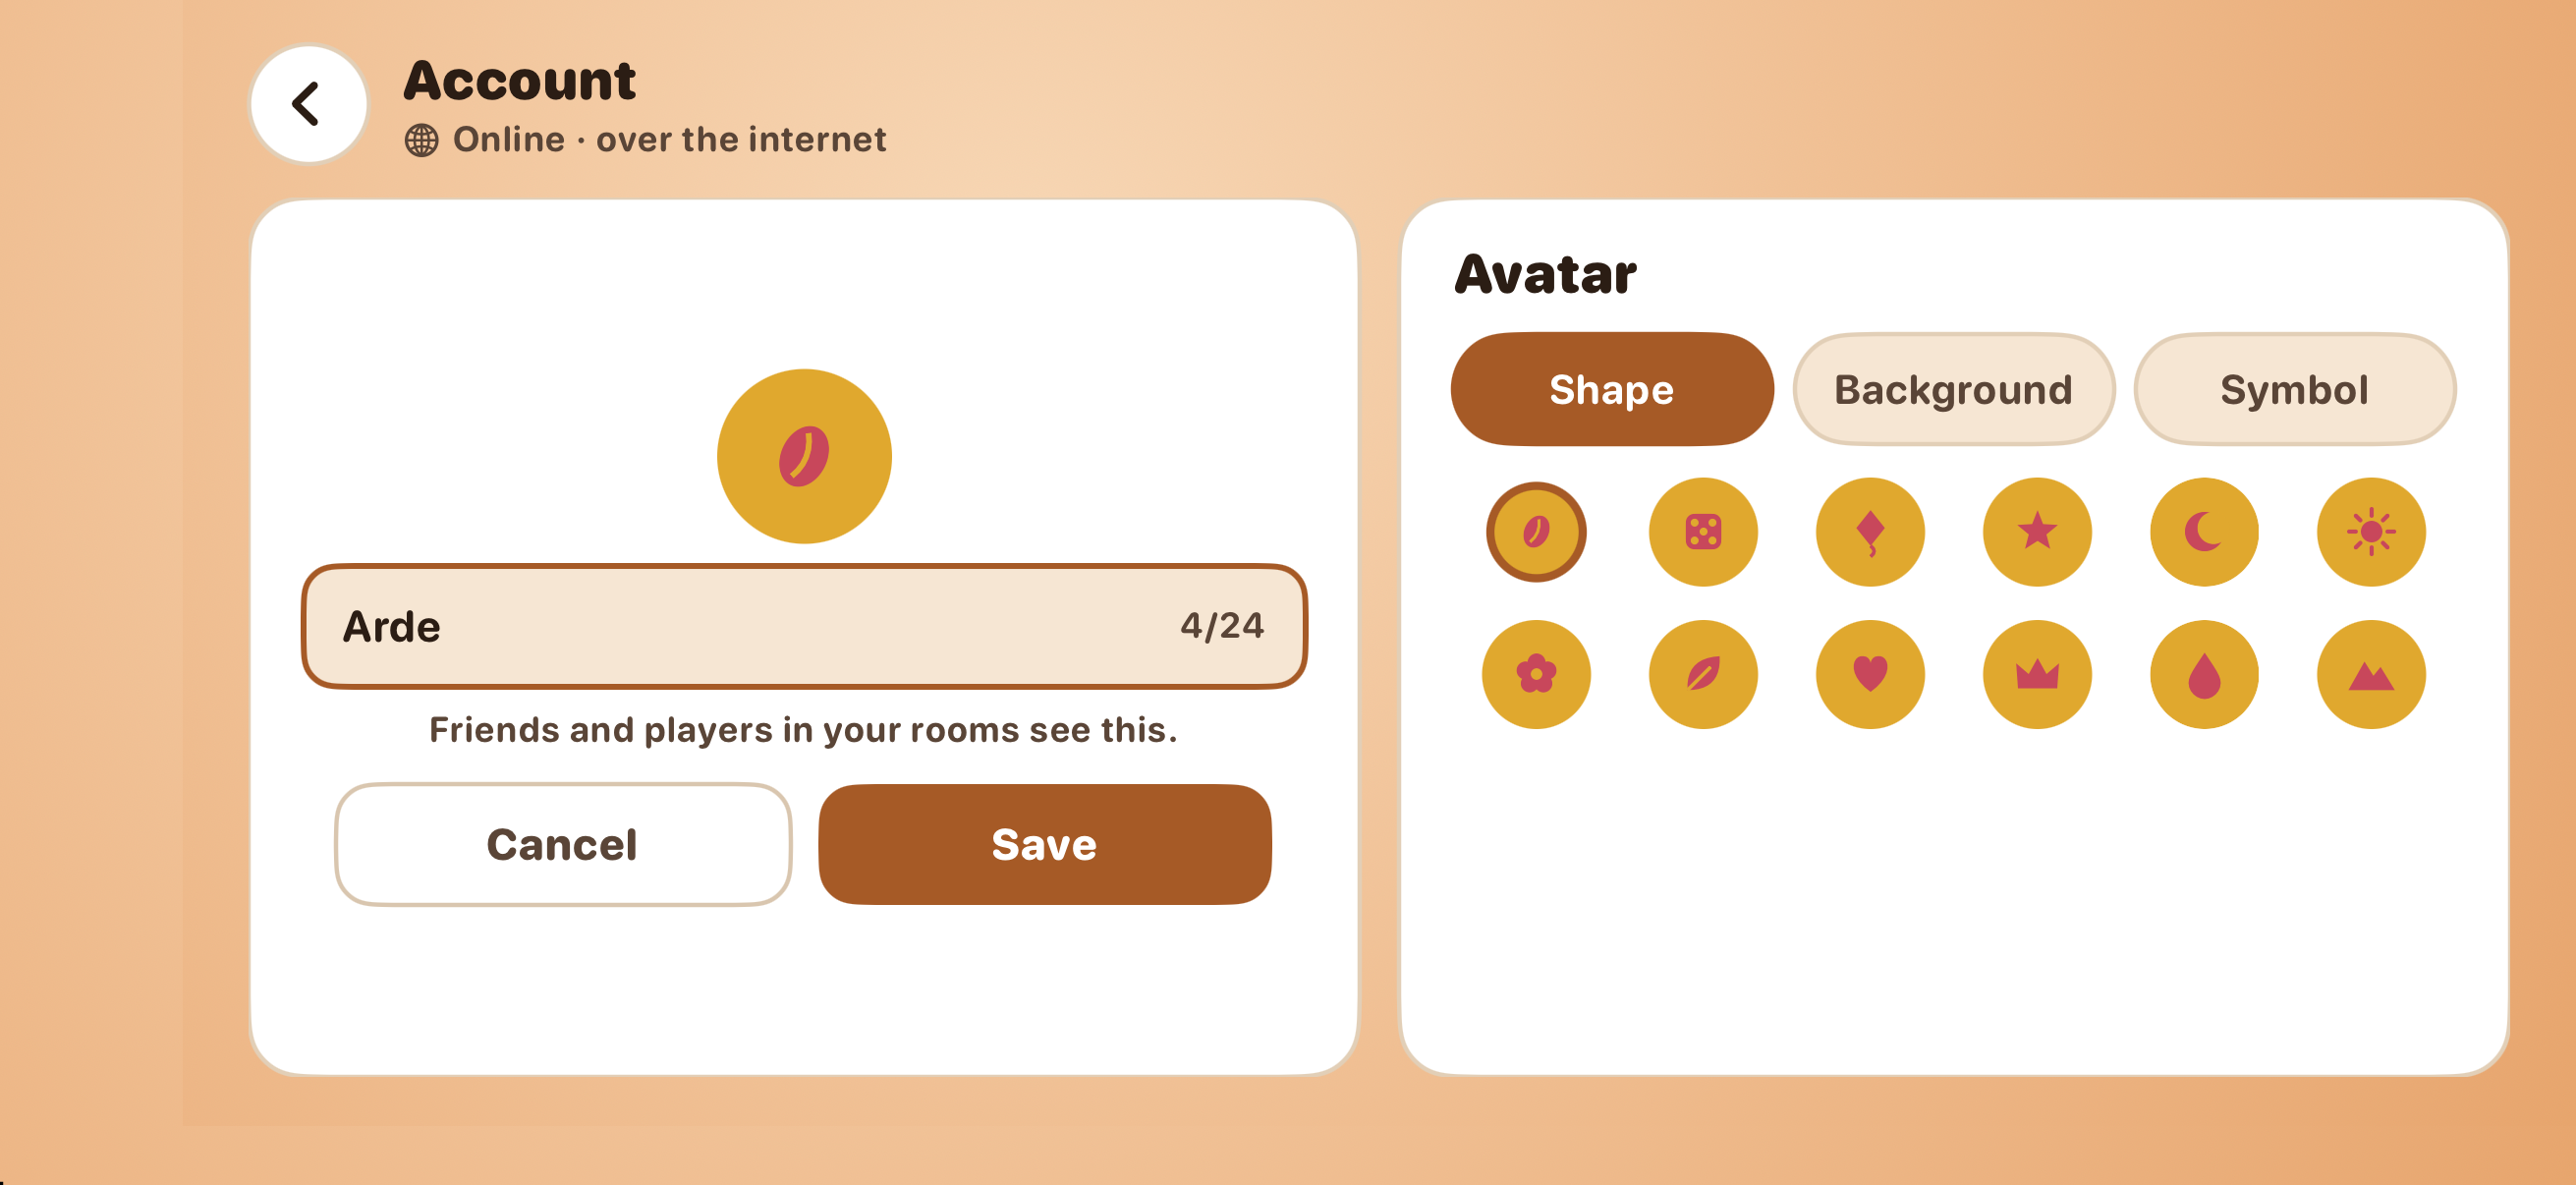 Account
Online · over the internet
Arde
4/24
Friends and players in your rooms see this.
Cancel
Save
Avatar
Shape
Background
Symbol